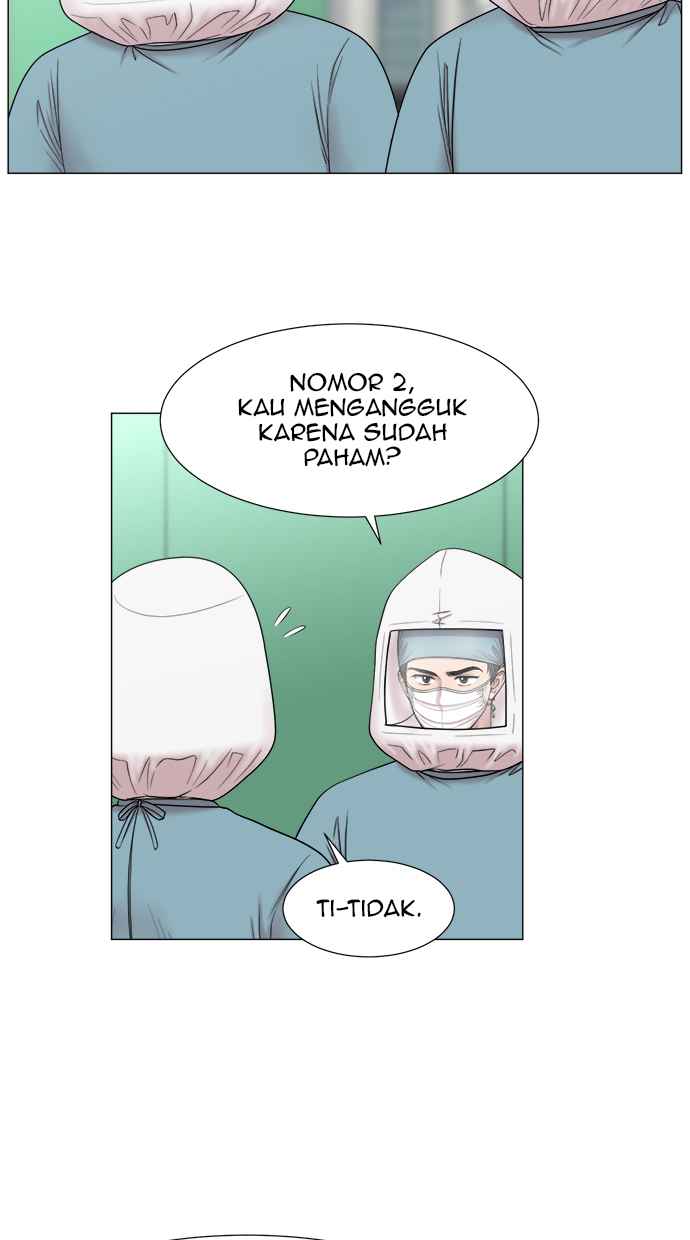 NOMOR 2,
KAU MENGANGGUK
KARENA SUDAH
PAHAM?
TI-TIDAK.